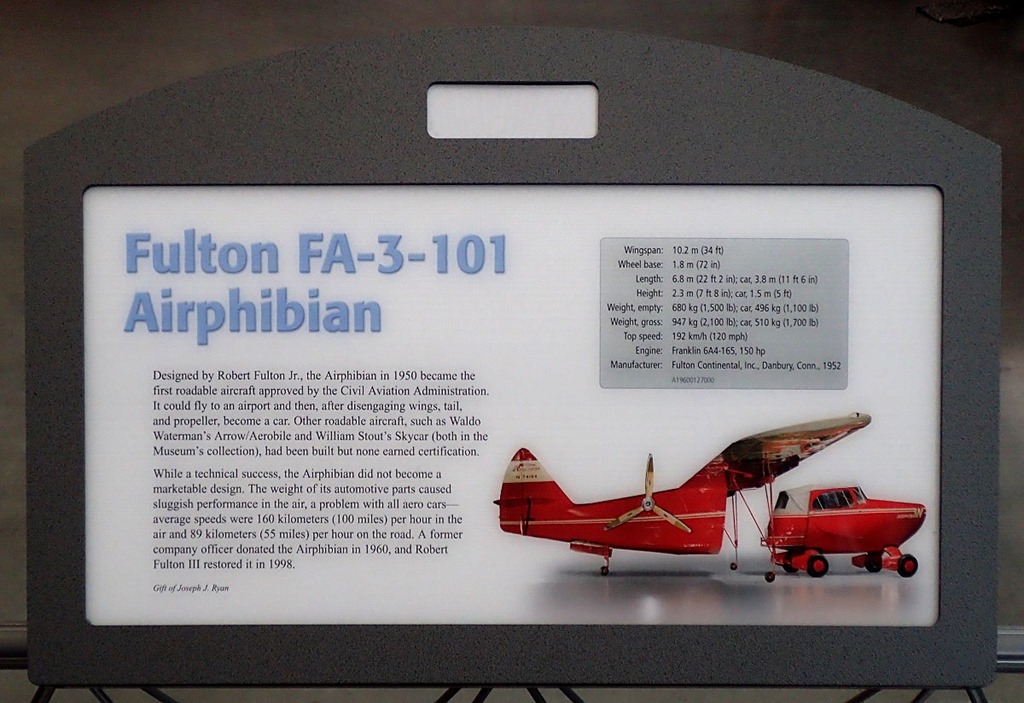 Fulton FA-3-101
Airphibian
Wingspan: 10.2 m (34 ft)
Wheel base: 1.8 m (72 in)
Length: 6.8 m (22 ft 2 in); car, 3.8 m (11 ft 6 in)
Height: 2.3 m (7 ft 8 in); car, 1.5 m (5 ft)
Weight, empty: 680 kg (1,500 lb); car, 496 kg (1,100 lb)
Weight, gross: 947 kg (2,100 lb); car, 510 kg (1,700 lb)
Top speed: 192 km/h (120 mph)
Engine: Franklin 6A4-165, 150 hp
Manufacturer: Fulton Continental, Inc., Danbury, Conn., 1952
A19600127000
Designed by Robert Fulton Jr., the Airphibian in 1950 became the
first roadable aircraft approved by the Civil Aviation Administration.
It could fly to an airport and then, after disengaging wings, tail,
and propeller, become a car. Other roadable aircraft, such as Waldo
Waterman's Arrow/Aerobile and William Stout's Skycar (both in the
Museum's collection), had been built but none earned certification.
While a technical success, the Airphibian did not become a
marketable design. The weight of its automotive parts caused
sluggish performance in the air, a problem with all aero cars—
average speeds were 160 kilometers (100 miles) per hour in the
air and 89 kilometers (55 miles) per hour on the road. A former
company officer donated the Airphibian in 1960, and Robert
Fulton III restored it in 1998.
Gift of Joseph J. Ryan